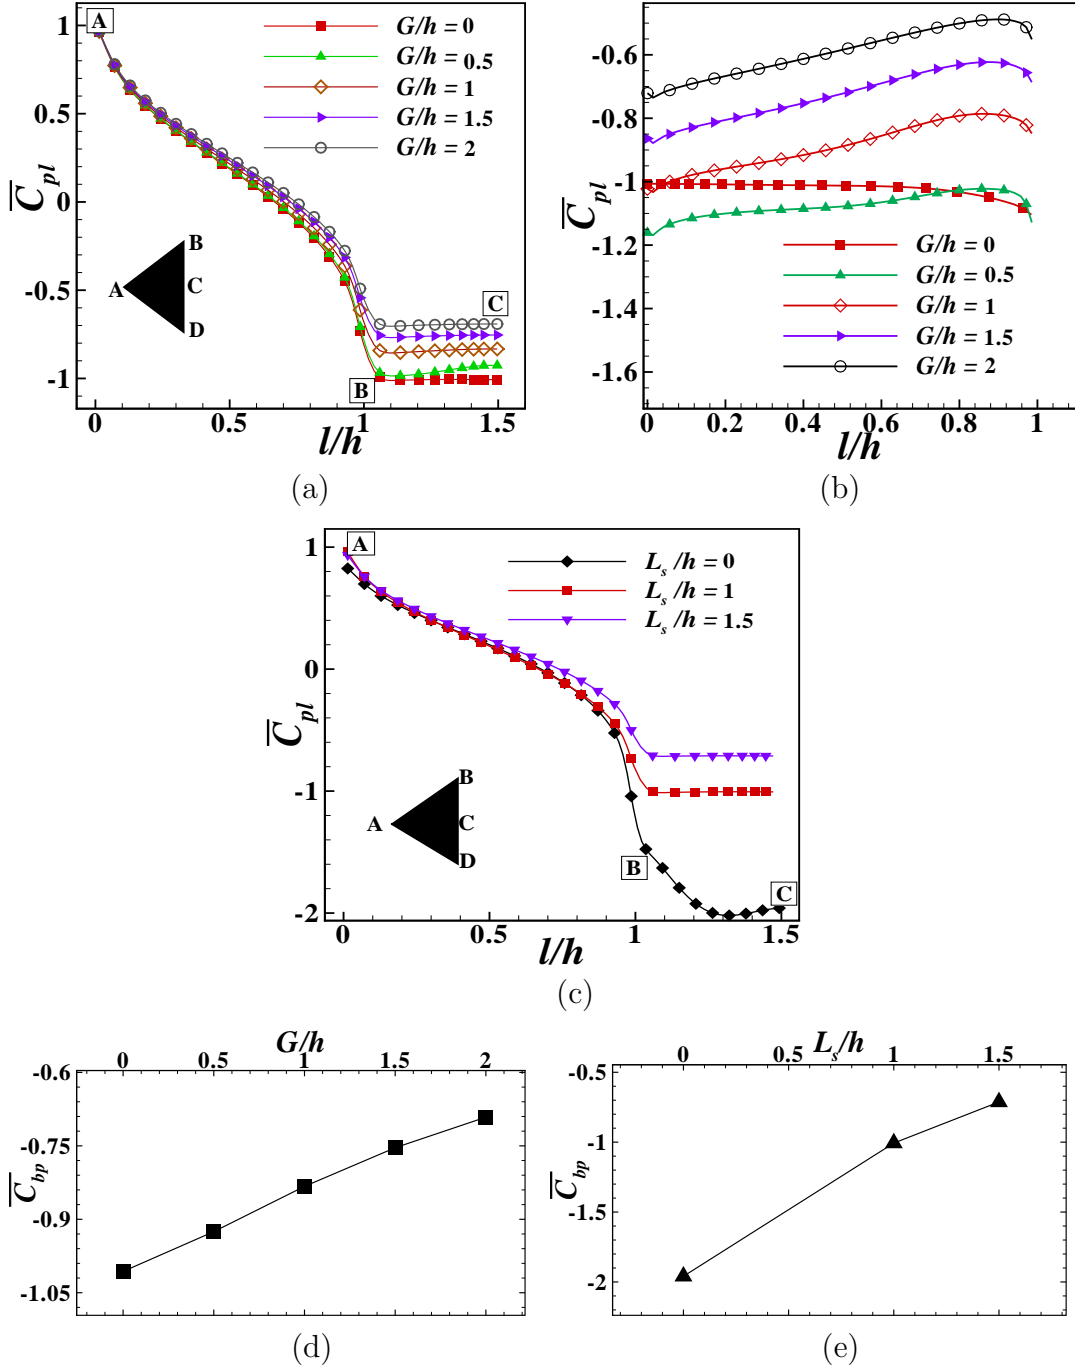 A
G/h = 0
G/h = 0.5
G/h = 1
G/h = 1.5
G/h = 2
1
0.5
0
-0.5
-1
C̅pl
A
B
C
D
B
C
0 0.5 1 1.5
l/h
(a)
-0.6
-0.8
-1
-1.2
-1.4
-1.6
C̅pl
G/h = 0
G/h = 0.5
G/h = 1
G/h = 1.5
G/h = 2
0 0.2 0.4 0.6 0.8 1
l/h
(b)
1
0
-1
-2
C̅pl
A
Ls/h = 0
Ls/h = 1
Ls/h = 1.5
A
B
C
D
B
C
0 0.5 1 1.5
l/h
(c)
G/h
0 0.5 1 1.5 2
-0.6
-0.75
-0.9
-1.05
C̅bp
(d)
Ls/h
0 0.5 1 1.5
-0.5
-1
-1.5
-2
C̅bp
(e)